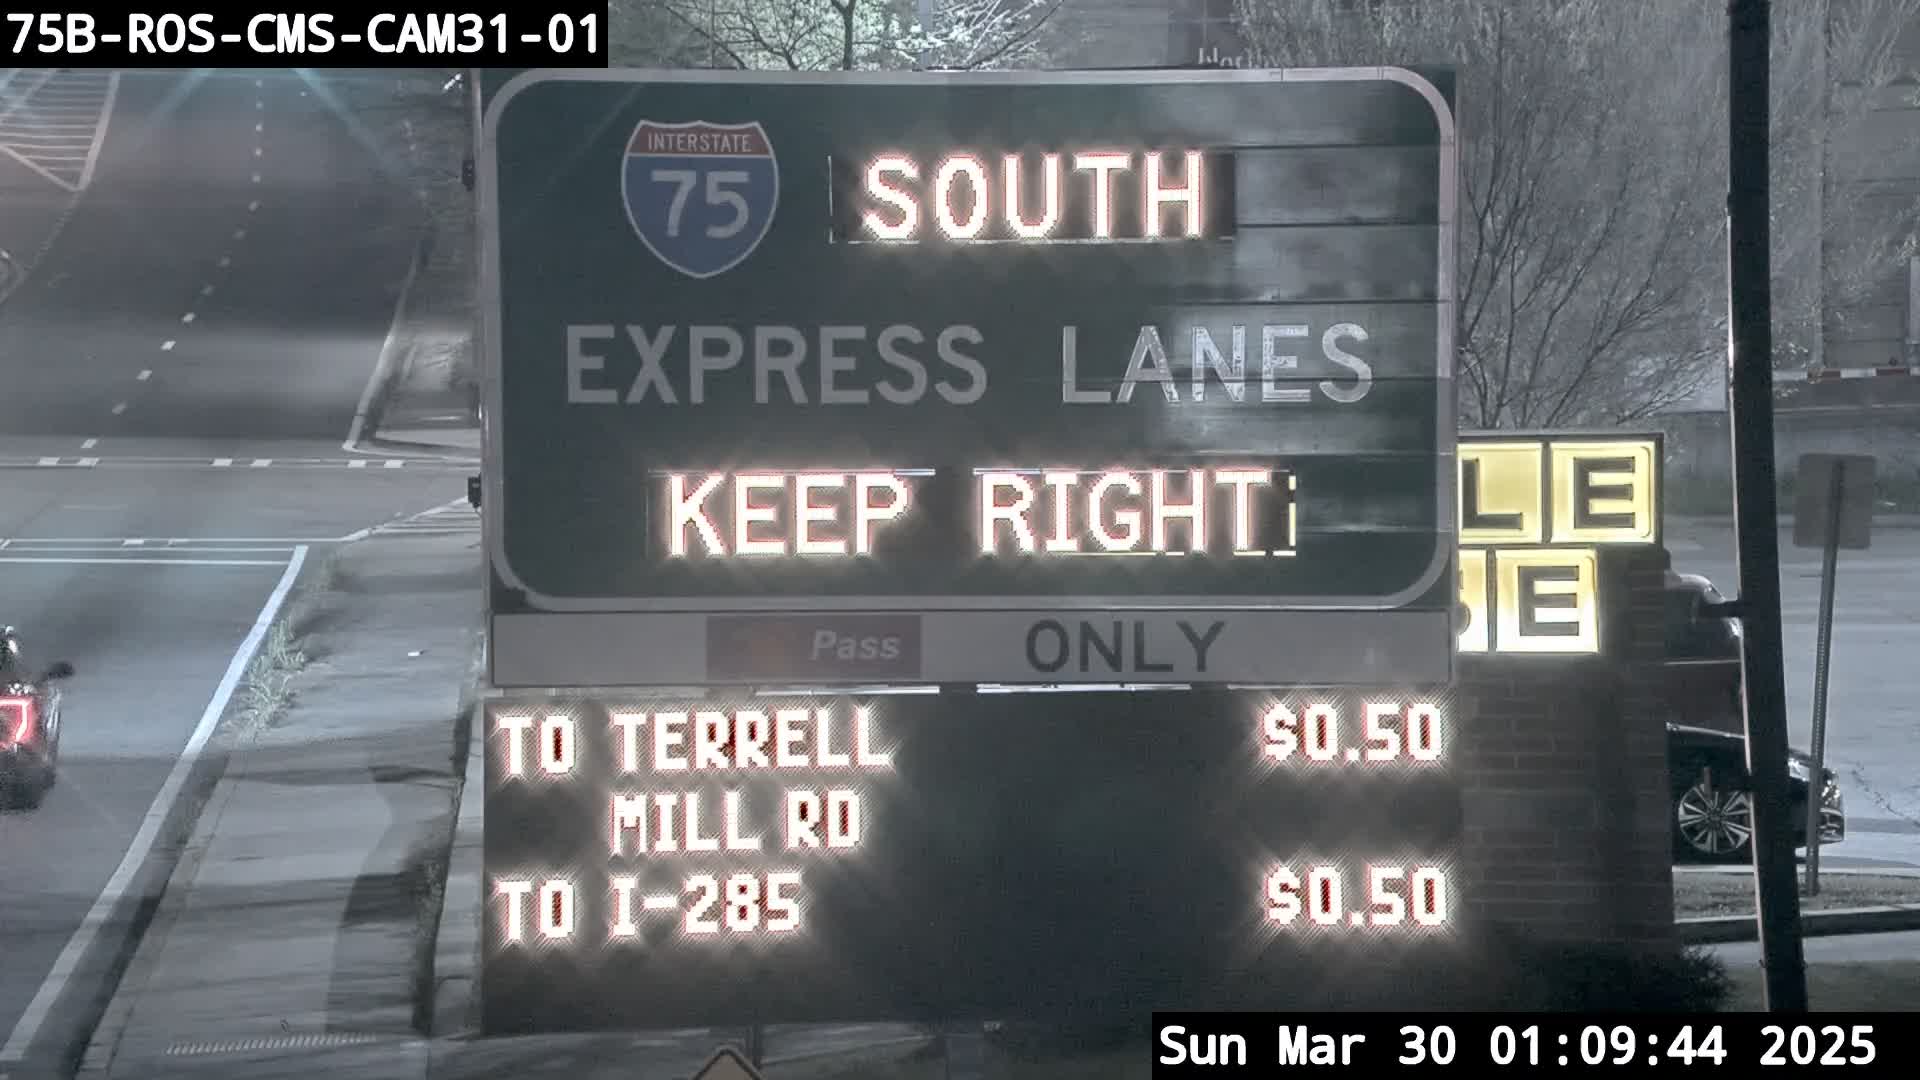 75B-ROS-CMS-CAM31-01
INTERSTATE
75
SOUTH
EXPRESS LANES
KEEP RIGHT
LE
E
Pass ONLY
TO TERRELL $0.50
MILL RD
TO I-285 $0.50
Sun Mar 30 01:09:44 2025